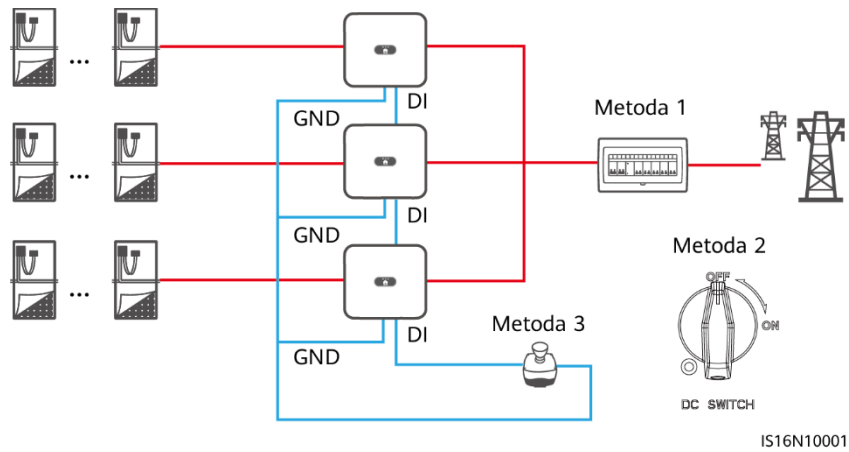 ...
DI
GND
Metoda 1
...
DI
GND
Metoda 2
OFF
ON
...
DI
GND
Metoda 3
DC SWITCH
IS16N10001